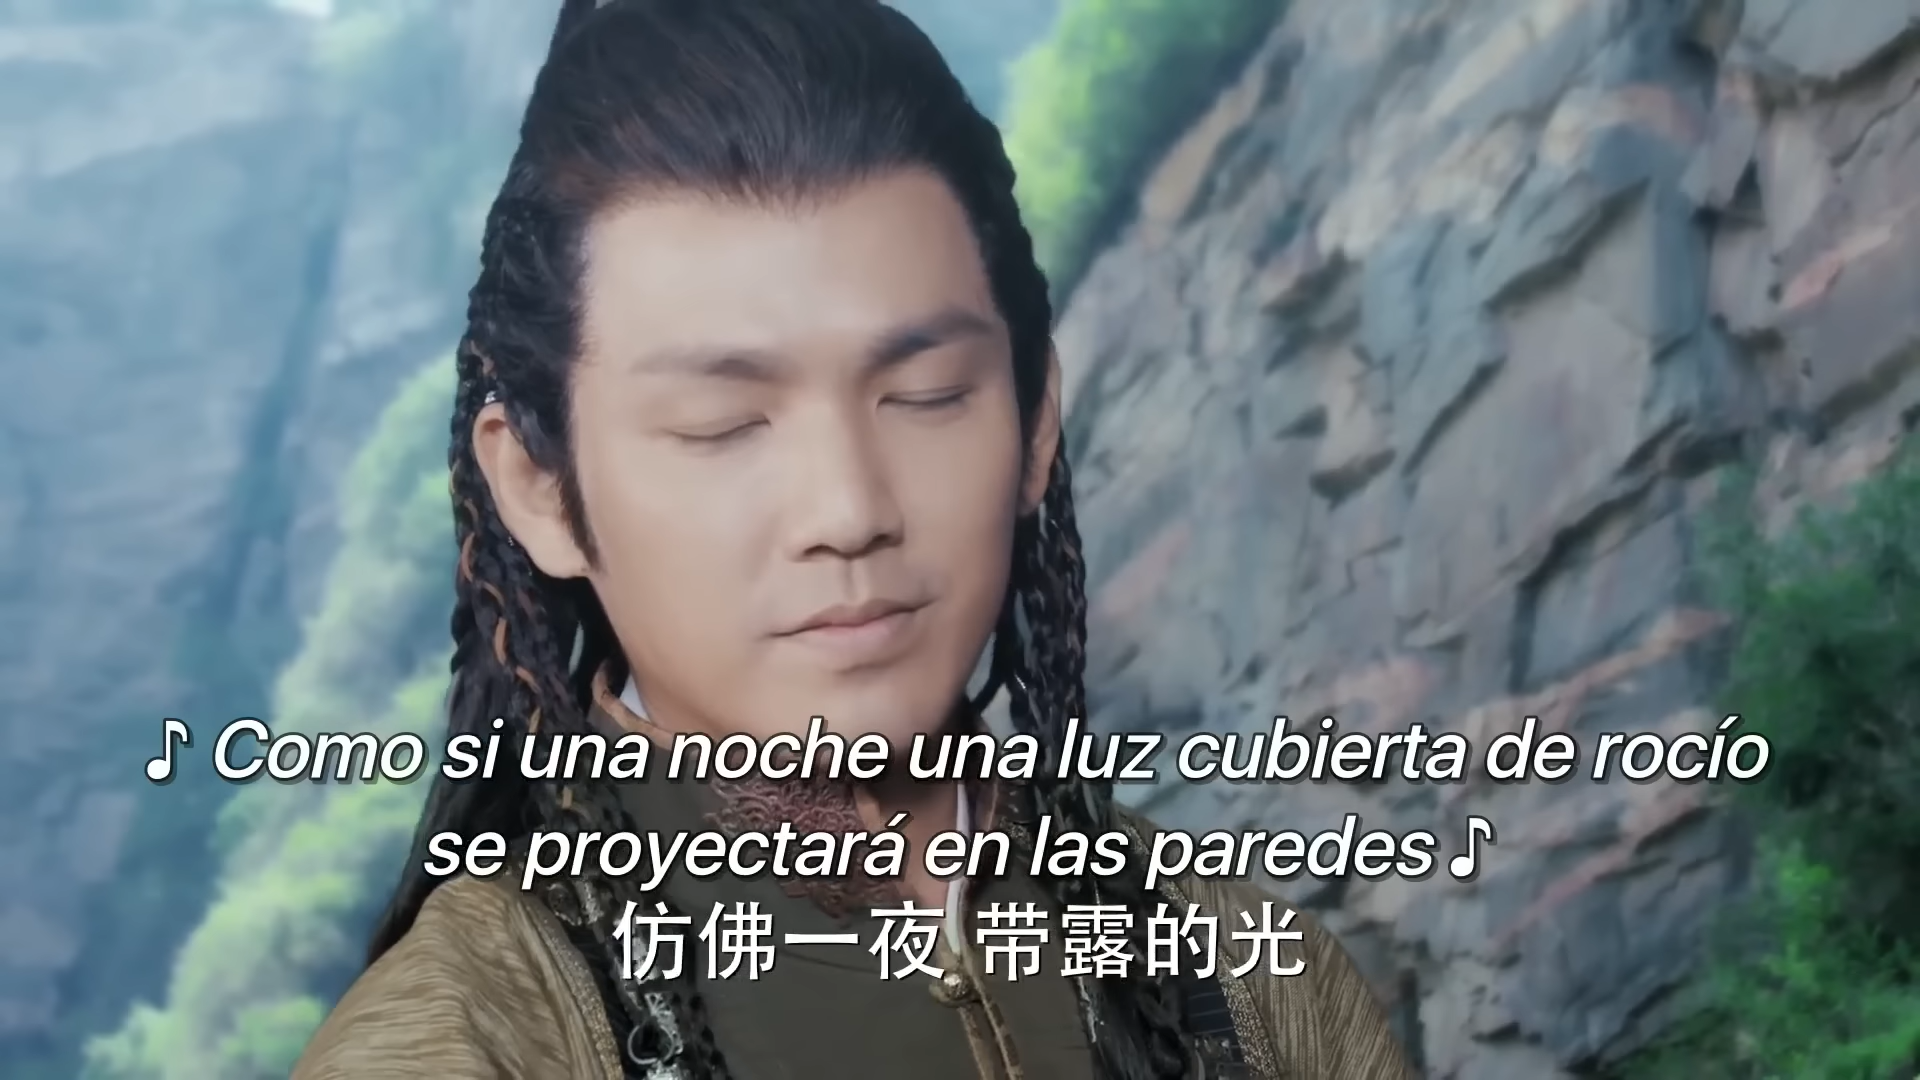 ♪ Como si una noche una luz cubierta de rocío
se proyectará en las paredes ♪
仿佛一夜 带露的光